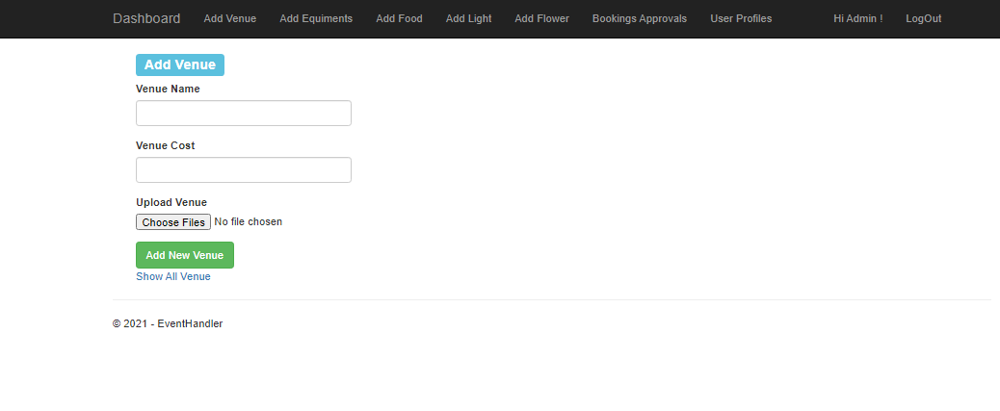 Dashboard Add Venue Add Equiments Add Food Add Light Add Flower Bookings Approvals User Profiles Hi Admin ! LogOut
Add Venue
Venue Name
Venue Cost
Upload Venue
Choose Files No file chosen
Add New Venue
Show All Venue
© 2021 - EventHandler